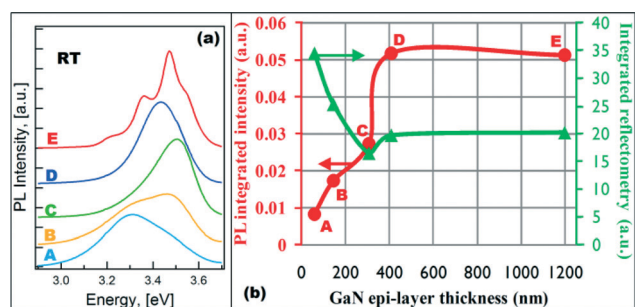 (a)
RT
E
D
C
B
A
PL Intensity, [a.u.]
3.0
3.2
3.4
3.6
Energy, [eV]
(b)
PL integrated intensity (a.u.)
0.06
0.05
0.04
0.03
0.02
0.01
0
A
B
C
D
E
0
200
400
600
800
1000
1200
GaN epi-layer thickness (nm)
40
35
30
25
20
15
10
5
0
Integrated reflectometry
(a.u.)